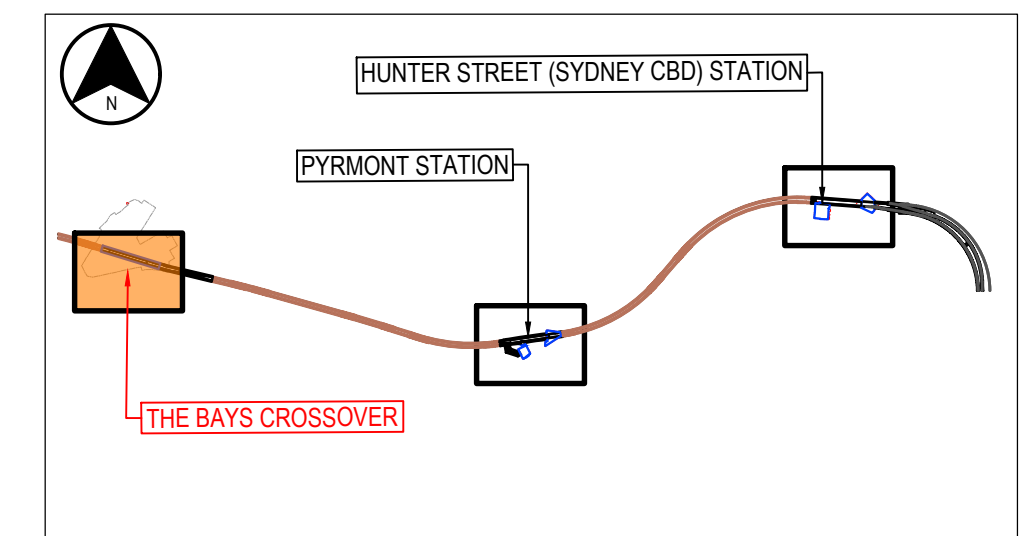 N
HUNTER STREET (SYDNEY CBD) STATION
PYRMONT STATION
THE BAYS CROSSOVER